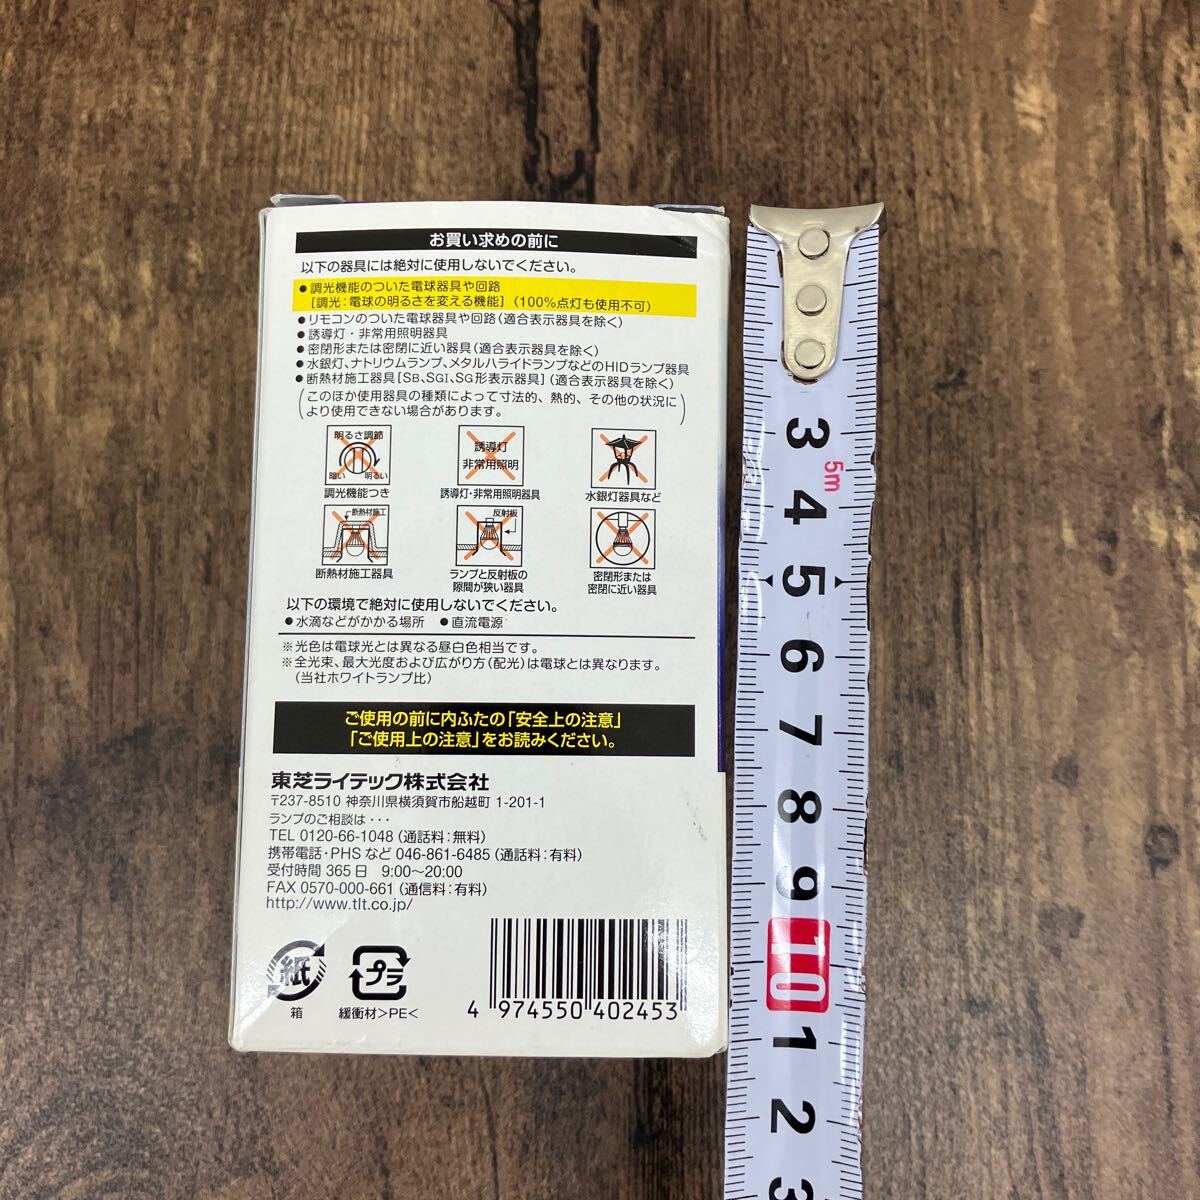 お買い求めの前に
以下の器具には絶対に使用しないでください。
● 調光機能のついた電球器具や回路
[調光：電球の明るさを変える機能]（100%点灯も使用不可）
● リモコンのついた電球器具や回路（適合表示器具を除く）
● 誘導灯・非常用照明器具
● 密閉形または密閉に近い器具（適合表示器具を除く）
● 水銀灯、ナトリウムランプ、メタルハライドランプなどのHIDランプ器具
● 断熱材施工器具[SB、SGI、SG形表示器具]（適合表示器具を除く）
（このほか使用器具の種類によって寸法的、熱的、その他の状況に
より使用できない場合があります。）
明るさ調節
暗い 明るい
調光機能つき
誘導灯
非常用照明
誘導灯・非常用照明器具
水銀灯器具など
断熱材施工
断熱材施工器具
反射板
ランプと反射板の
隙間が狭い器具
密閉形または
密閉に近い器具
以下の環境で絶対に使用しないでください。
● 水滴などがかかる場所 ● 直流電源
※光色は電球光とは異なる昼白色相当です。
※全光束、最大光度および広がり方（配光）は電球とは異なります。
（当社ホワイトランプ比）
ご使用の前に内ふたの「安全上の注意」
「ご使用上の注意」をお読みください。
東芝ライテック株式会社
〒237-8510 神奈川県横須賀市船越町 1-201-1
ランプのご相談は・・・
TEL 0120-66-1048（通話料：無料）
携帯電話・PHS など 046-861-6485（通話料：有料）
受付時間 365日 9:00〜20:00
FAX 0570-000-661（通信料：有料）
http://www.tlt.co.jp/
紙
箱
プラ
緩衝材>PE<
4 974550 402453
3
5m
4
5
6
7
8
9
10
1
2
3